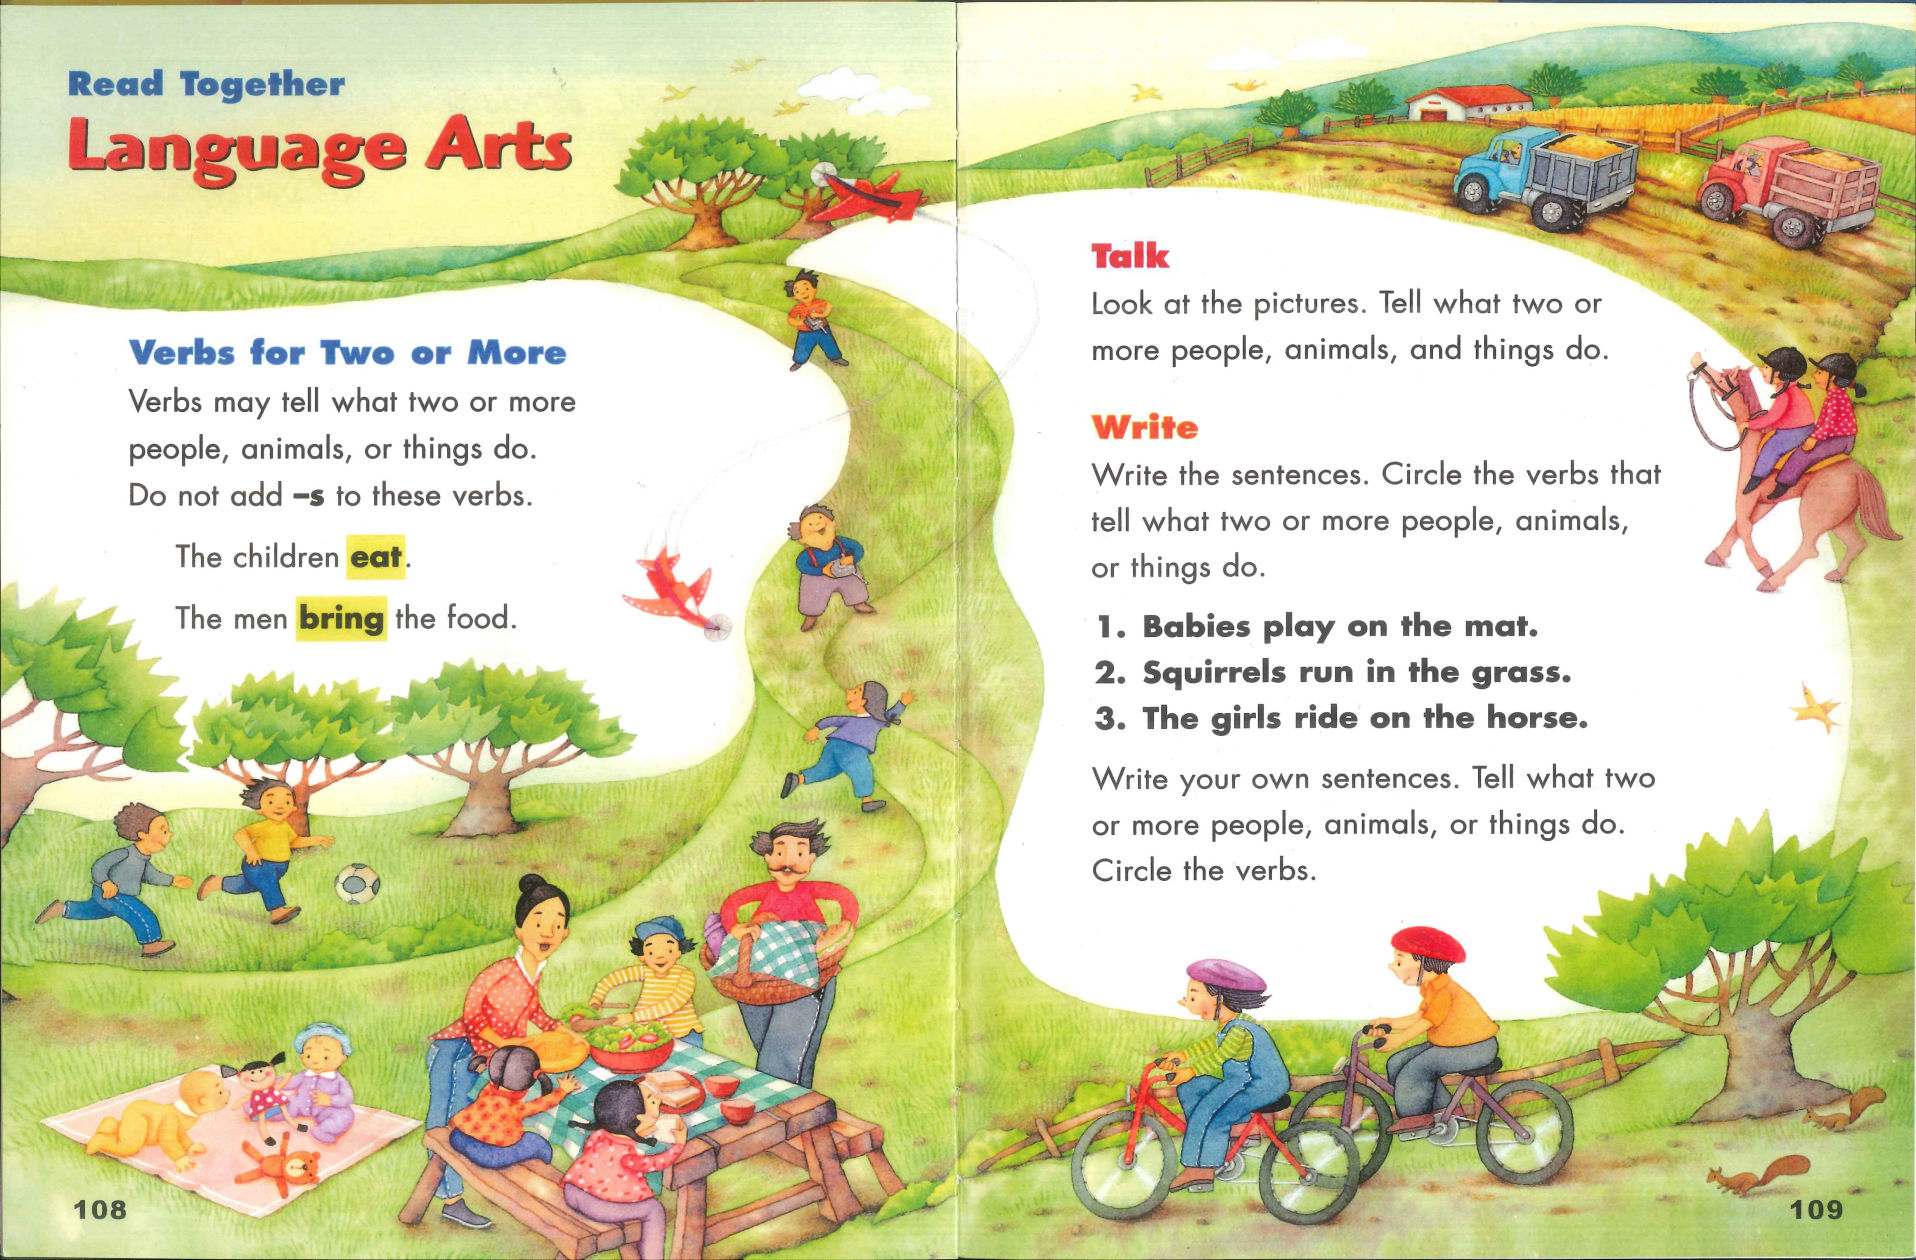 Read Together
Language Arts
Verbs for Two or More
Verbs may tell what two or more
people, animals, or things do.
Do not add –s to these verbs.
The children eat.
The men bring the food.
108
Talk
Look at the pictures. Tell what two or
more people, animals, and things do.
Write
Write the sentences. Circle the verbs that
tell what two or more people, animals,
or things do.
1. Babies play on the mat.
2. Squirrels run in the grass.
3. The girls ride on the horse.
Write your own sentences. Tell what two
or more people, animals, or things do.
Circle the verbs.
109